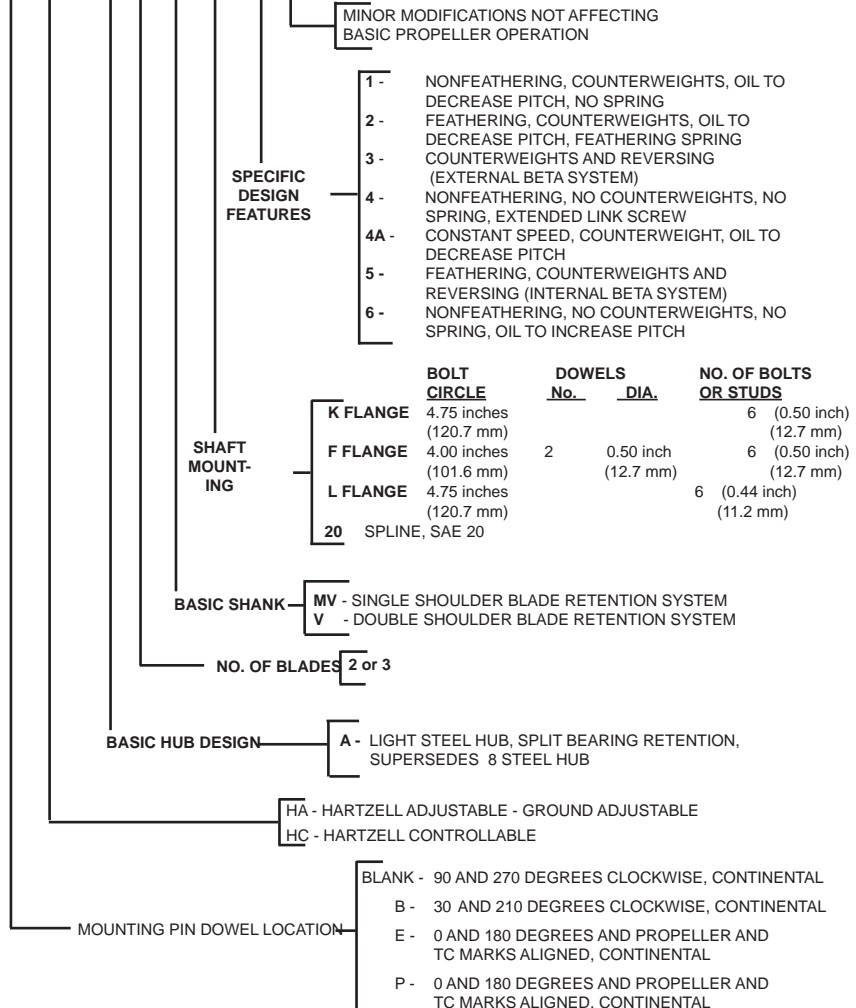 MINOR MODIFICATIONS NOT AFFECTING
BASIC PROPELLER OPERATION
SPECIFIC
DESIGN
FEATURES
1 - NONFEATHERING, COUNTERWEIGHTS, OIL TO
DECREASE PITCH, NO SPRING
2 - FEATHERING, COUNTERWEIGHTS, OIL TO
DECREASE PITCH, FEATHERING SPRING
3 - COUNTERWEIGHTS AND REVERSING
(EXTERNAL BETA SYSTEM)
4 - NONFEATHERING, NO COUNTERWEIGHTS, NO
SPRING, EXTENDED LINK SCREW
4A - CONSTANT SPEED, COUNTERWEIGHT, OIL TO
DECREASE PITCH
5 - FEATHERING, COUNTERWEIGHTS AND
REVERSING (INTERNAL BETA SYSTEM)
6 - NONFEATHERING, NO COUNTERWEIGHTS, NO
SPRING, OIL TO INCREASE PITCH
BOLT DOWELS NO. OF BOLTS
CIRCLE No. DIA. OR STUDS
SHAFT
MOUNT-
ING
K FLANGE 4.75 inches 6 (0.50 inch)
(120.7 mm) (12.7 mm)
F FLANGE 4.00 inches 2 0.50 inch 6 (0.50 inch)
(101.6 mm) (12.7 mm) (12.7 mm)
L FLANGE 4.75 inches 6 (0.44 inch)
(120.7 mm) (11.2 mm)
20 SPLINE, SAE 20
BASIC SHANK
MV - SINGLE SHOULDER BLADE RETENTION SYSTEM
V - DOUBLE SHOULDER BLADE RETENTION SYSTEM
NO. OF BLADES 2 or 3
BASIC HUB DESIGN
A - LIGHT STEEL HUB, SPLIT BEARING RETENTION,
SUPERSEDES 8 STEEL HUB
HA - HARTZELL ADJUSTABLE - GROUND ADJUSTABLE
HC - HARTZELL CONTROLLABLE
MOUNTING PIN DOWEL LOCATION
BLANK - 90 AND 270 DEGREES CLOCKWISE, CONTINENTAL
B - 30 AND 210 DEGREES CLOCKWISE, CONTINENTAL
E - 0 AND 180 DEGREES AND PROPELLER AND
TC MARKS ALIGNED, CONTINENTAL
P - 0 AND 180 DEGREES AND PROPELLER AND
TC MARKS ALIGNED, CONTINENTAL